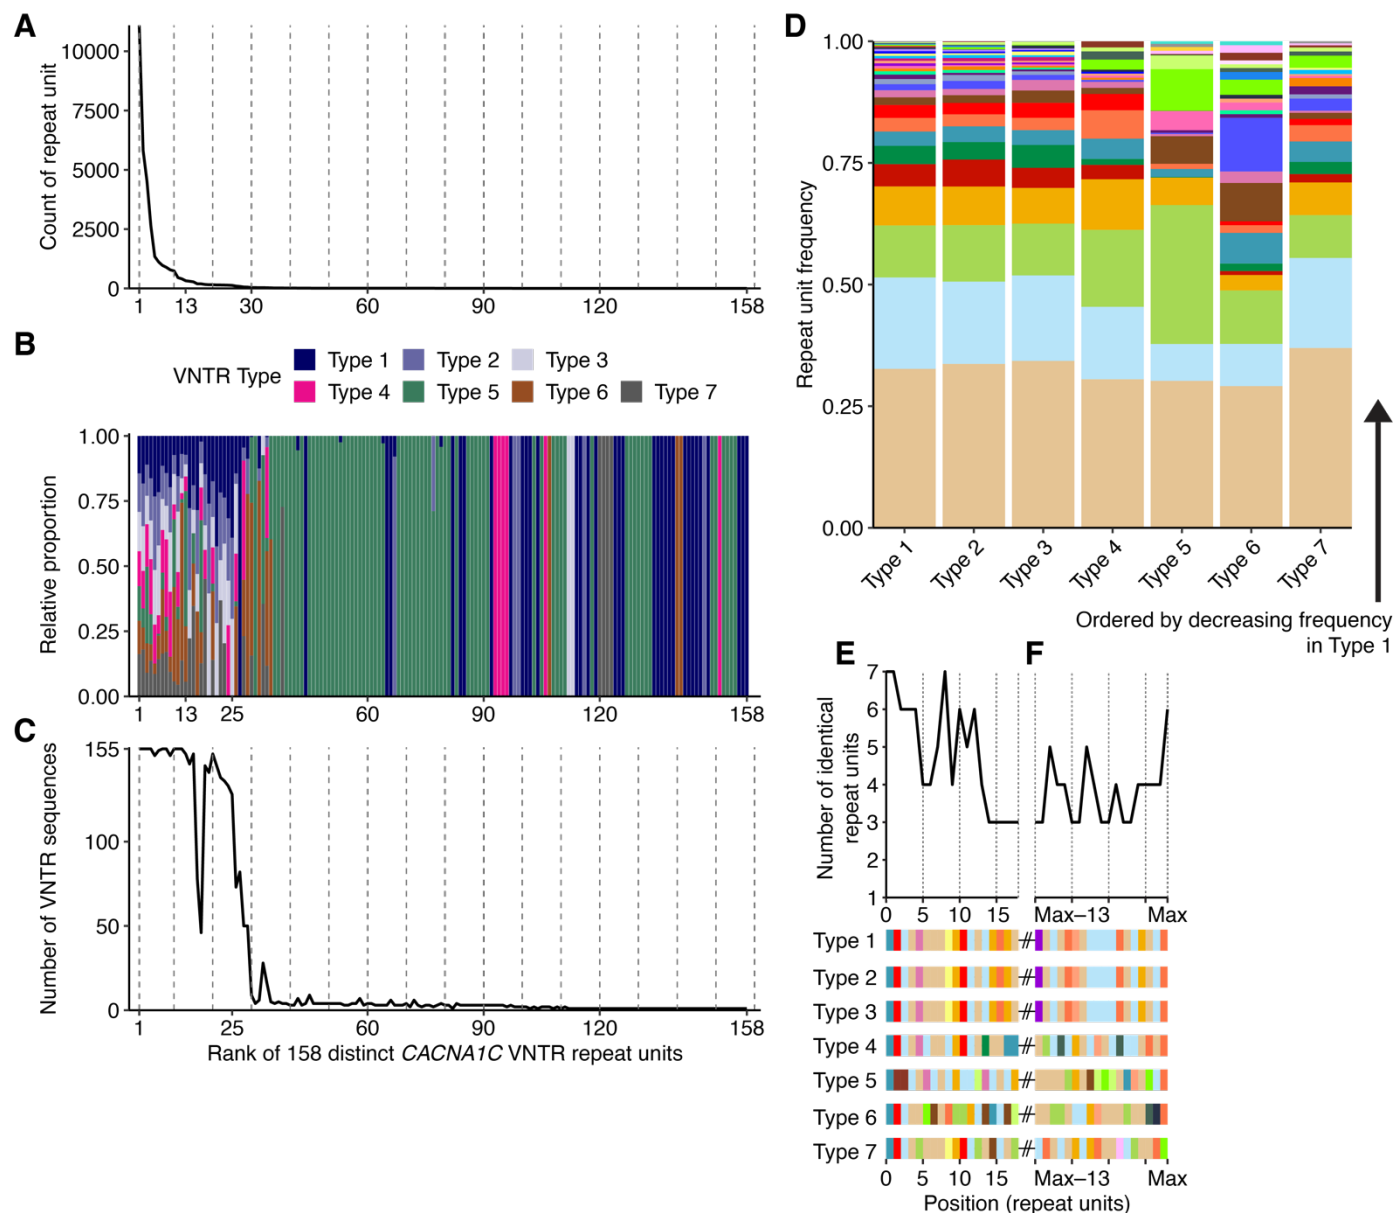 A
Count of repeat unit
10000
7500
5000
2500
0
1
13
30
60
90
120
158
B
VNTR Type
Type 1
Type 2
Type 3
Type 4
Type 5
Type 6
Type 7
Relative proportion
1.00
0.75
0.50
0.25
0.00
1
13
25
60
90
120
158
C
Number of VNTR sequences
155
100
50
0
1
25
60
90
120
158
Rank of 158 distinct CACNA1C VNTR repeat units
D
Repeat unit frequency
1.00
0.75
0.50
0.25
0.00
Type 1
Type 2
Type 3
Type 4
Type 5
Type 6
Type 7
Ordered by decreasing frequency
in Type 1
E
F
Number of identical
repeat units
7
6
5
4
3
2
1
0
5
10
15
Max−13
Max
Type 1
Type 2
Type 3
Type 4
Type 5
Type 6
Type 7
//
//
//
//
//
//
//
0
5
10
15
Max−13
Max
Position (repeat units)